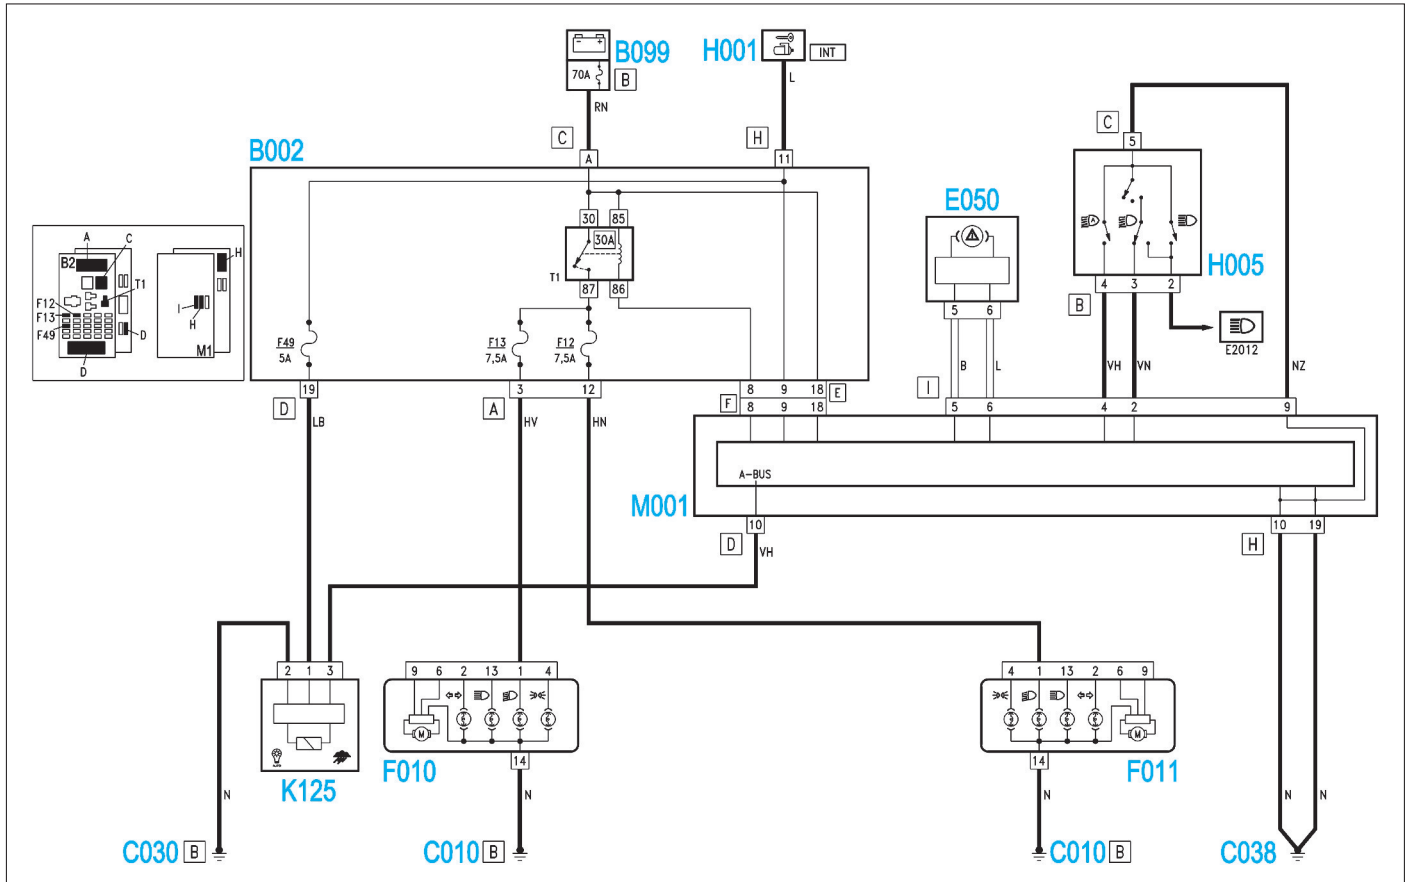 B099
70A
B
RN
H001
INT
L
C
H
A
11
B002
30
85
30A
T1
87
86
F49
5A
F13
7,5A
F12
7,5A
19
3
12
8
9
18
E
D
A
F
8
9
18
LB
HV
HN
A
C
B2
T1
F12
F13
F49
D
D
H
I
H
M1
E050
5
6
B
L
I
5
6
4
2
9
C
5
A
H005
4
3
2
B
E2012
VH
VN
NZ
A-BUS
M001
10
D
VH
10
19
H
2
1
3
K125
N
C030
B
9
6
2
13
1
4
M
14
F010
N
C010
B
4
1
13
2
6
9
M
14
F011
N
C010
B
N
N
C038